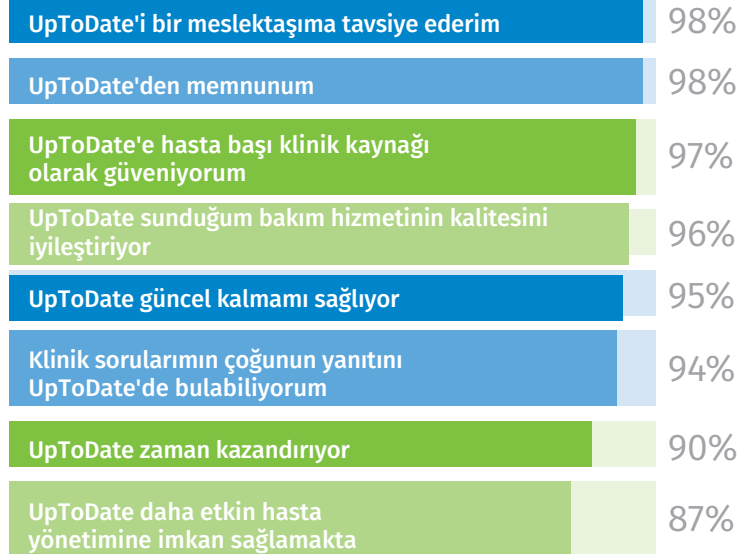 UpToDate'i bir meslektaşıma tavsiye ederim 98%
UpToDate'den memnunum 98%
UpToDate'e hasta başı klinik kaynağı
olarak güveniyorum 97%
UpToDate sunduğum bakım hizmetinin kalitesini
iyileştiriyor 96%
UpToDate güncel kalmamı sağlıyor 95%
Klinik sorularımın çoğunun yanıtını
UpToDate'de bulabiliyorum 94%
UpToDate zaman kazandırıyor 90%
UpToDate daha etkin hasta
yönetimine imkan sağlamakta 87%